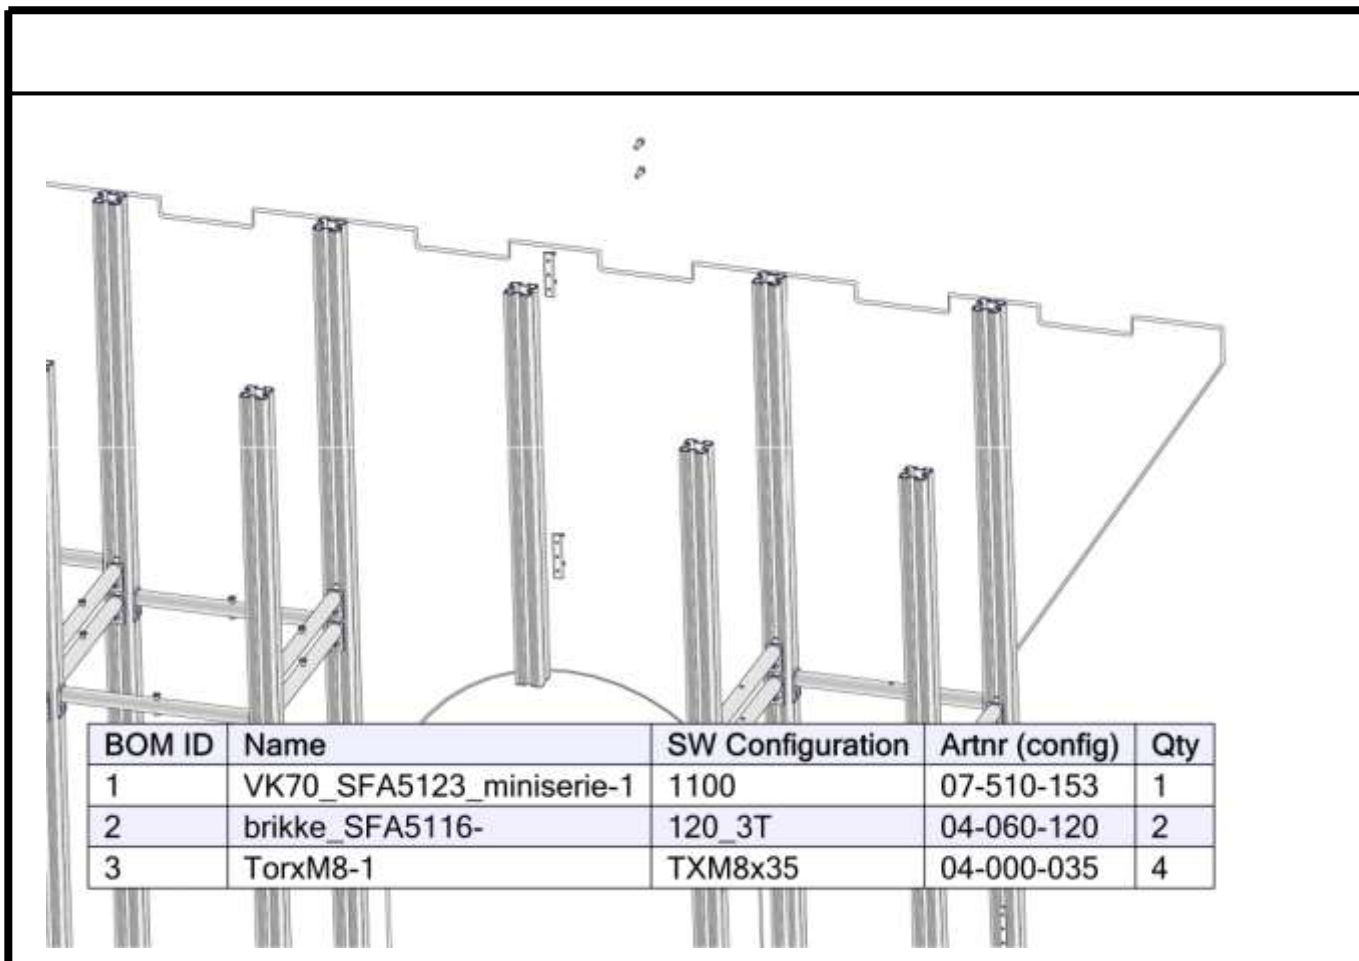 BOM ID Name SW Configuration Artnr (config) Qty
1 VK70_SFA5123_miniserie-1 1100 07-510-153 1
2 brikke_SFA5116- 120_3T 04-060-120 2
3 TorxM8-1 TXM8x35 04-000-035 4